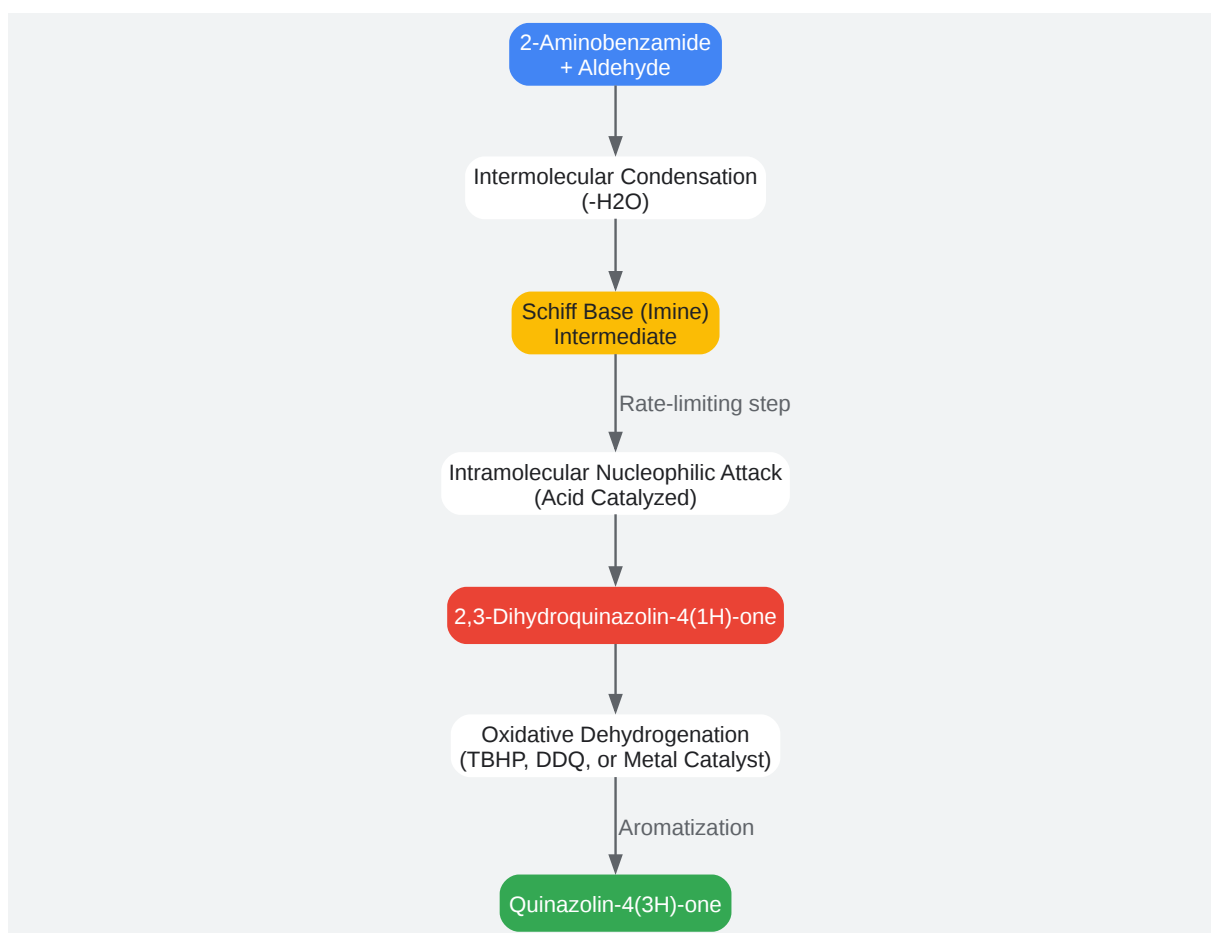 2-Aminobenzamide
+ Aldehyde
Intermolecular Condensation
(-H2O)
Schiff Base (Imine)
Intermediate
Rate-limiting step
Intramolecular Nucleophilic Attack
(Acid Catalyzed)
2,3-Dihydroquinazolin-4(1H)-one
Oxidative Dehydrogenation
(TBHP, DDQ, or Metal Catalyst)
Aromatization
Quinazolin-4(3H)-one